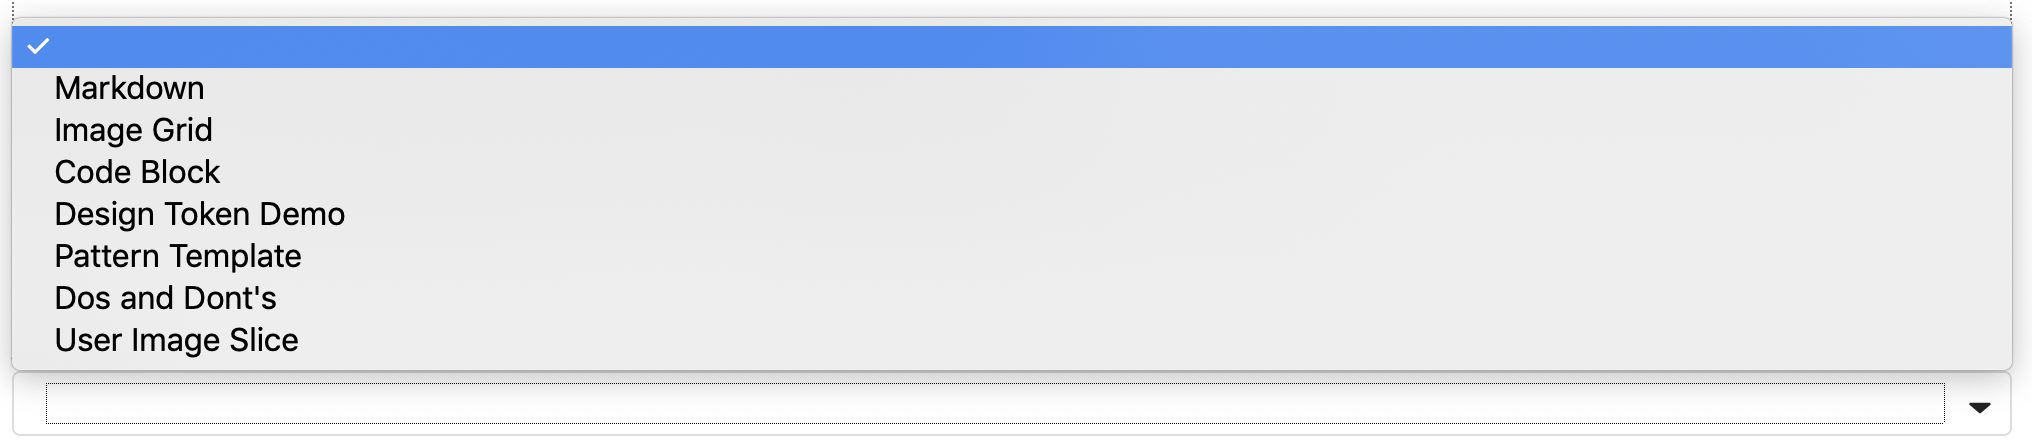 Markdown
Image Grid
Code Block
Design Token Demo
Pattern Template
Dos and Dont's
User Image Slice